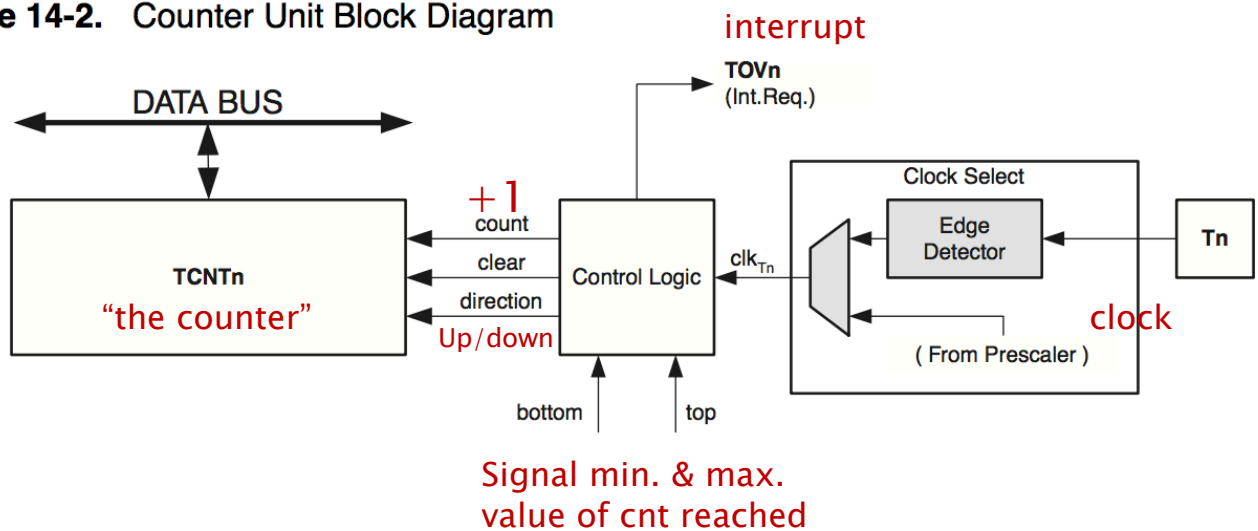 e 14-2. Counter Unit Block Diagram
interrupt
TOVn
(Int.Req.)
DATA BUS
Clock Select
+1
count
Edge
Detector
Tn
clear
clkTn
TCNTn
Control Logic
direction
“the counter”
Up/down
clock
( From Prescaler )
bottom
top
Signal min. & max.
value of cnt reached